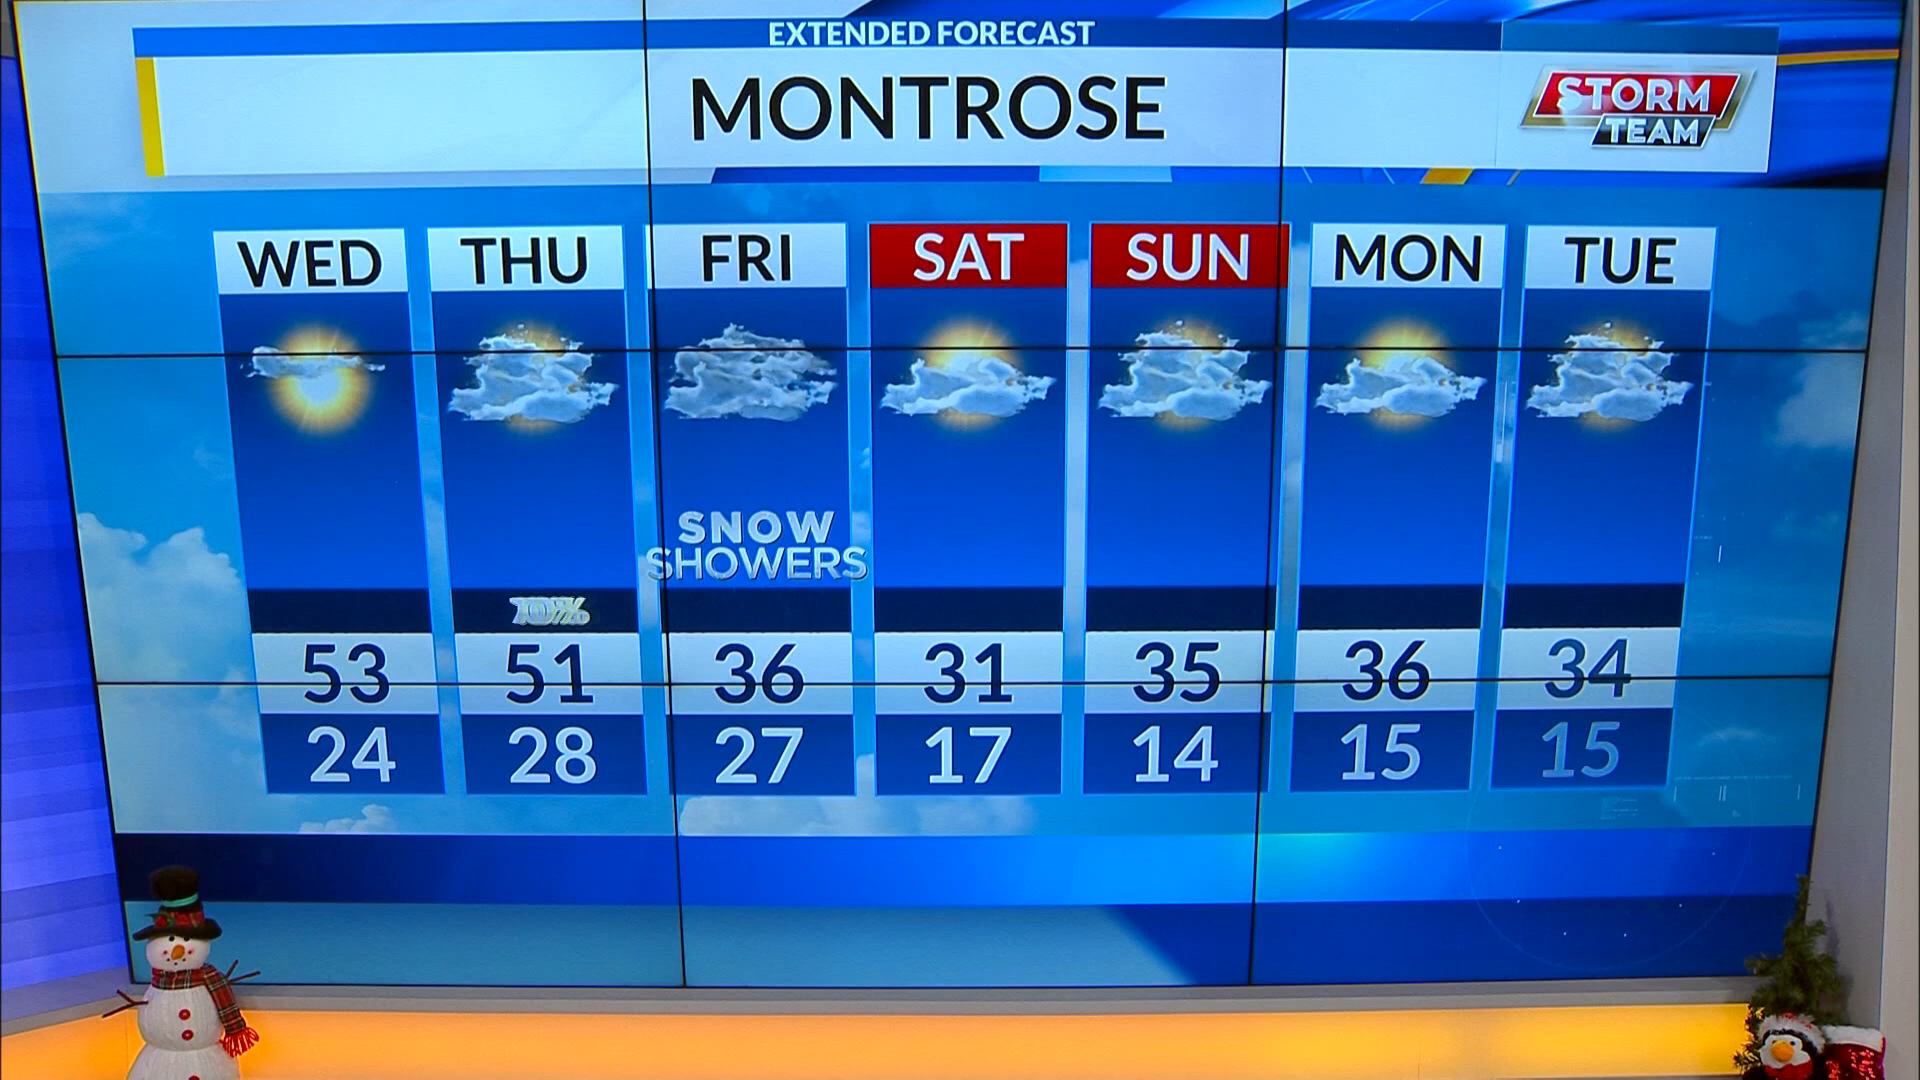 EXTENDED FORECAST
MONTROSE
STORM
TEAM
WED THU FRI SAT SUN MON TUE
SNOW
SHOWERS
53 51 36 31 35 36 34
24 28 27 17 14 15 15